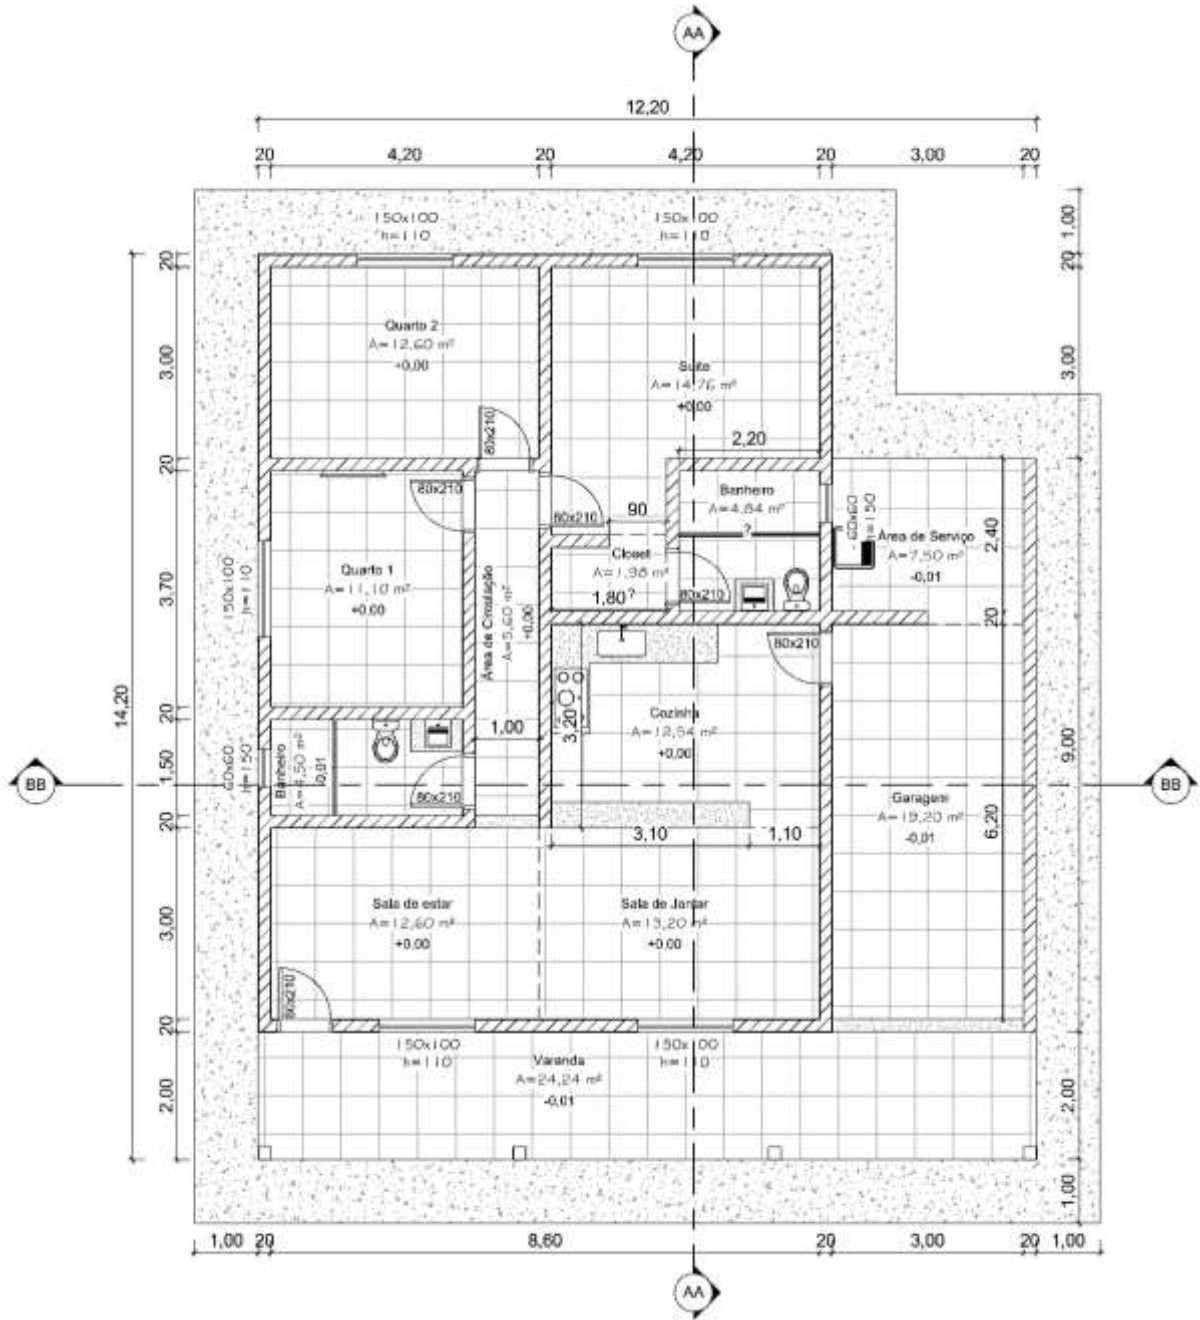 AA
12,20
20
4,20
20
4,20
20
3,00
20
150x100
h=110
150x100
h=110
1,00
20
20
Quarto 2
A=12,60 m²
+0,00
3,00
80x210
Suíte
A=14,76 m²
+0,00
3,00
2,20
20
80x210
80x210
90
Banheiro
A=4,84 m²
?
60x60
h=150
Área de Serviço
A=7,50 m²
-0,01
2,40
150x100
h=110
3,70
Quarto 1
A=11,10 m²
+0,00
Área de Circulação
A=5,60 m²
+0,00
Closet
A=1,98 m²
1,80
?
80x210
20
80x210
14,20
20
1,00
3,20
Cozinha
A=12,54 m²
+0,00
9,00
BB
1,50
60x60
h=150
Banheiro
A=4,50 m²
-0,01
80x210
BB
Garagem
A=19,20 m²
-0,01
6,20
20
3,10
1,10
3,00
Sala de estar
A=12,60 m²
+0,00
Sala de Jantar
A=13,20 m²
+0,00
80x210
20
150x100
h=110
150x100
h=110
Varanda
A=24,24 m²
-0,01
2,00
2,00
1,00
1,00
20
8,60
20
3,00
20
1,00
AA